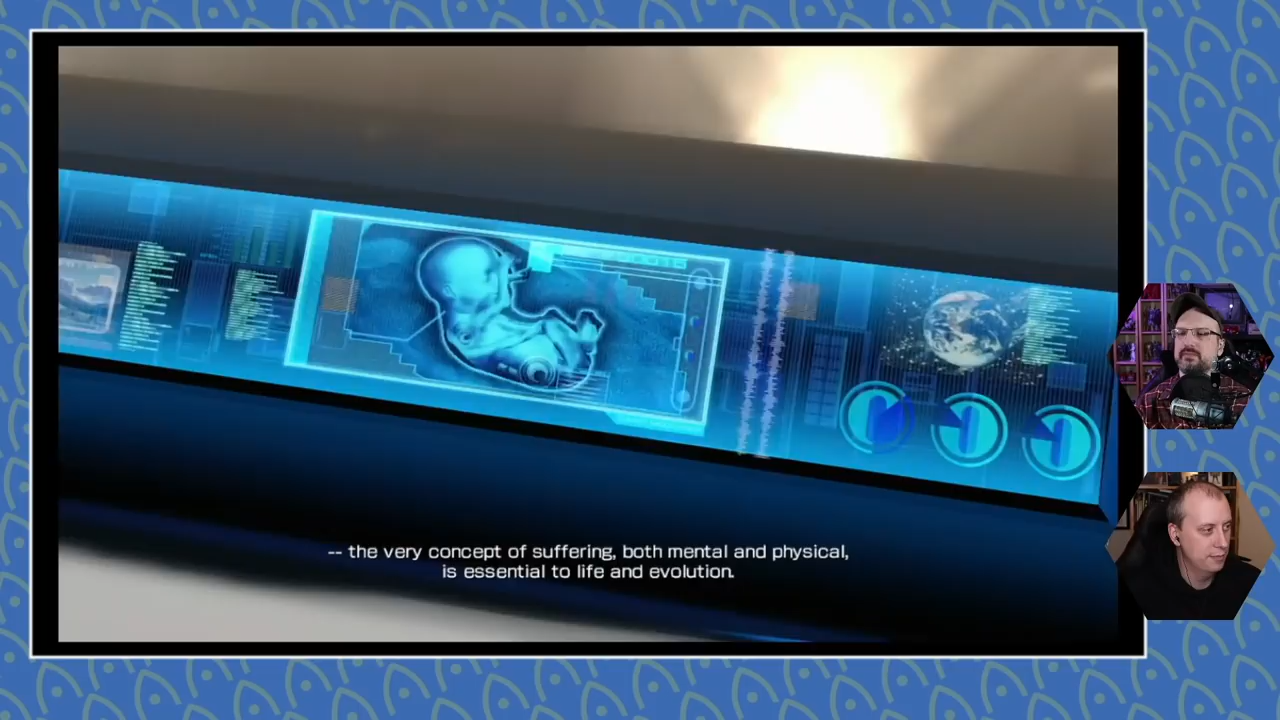 -- the very concept of suffering, both mental and physical,
is essential to life and evolution.